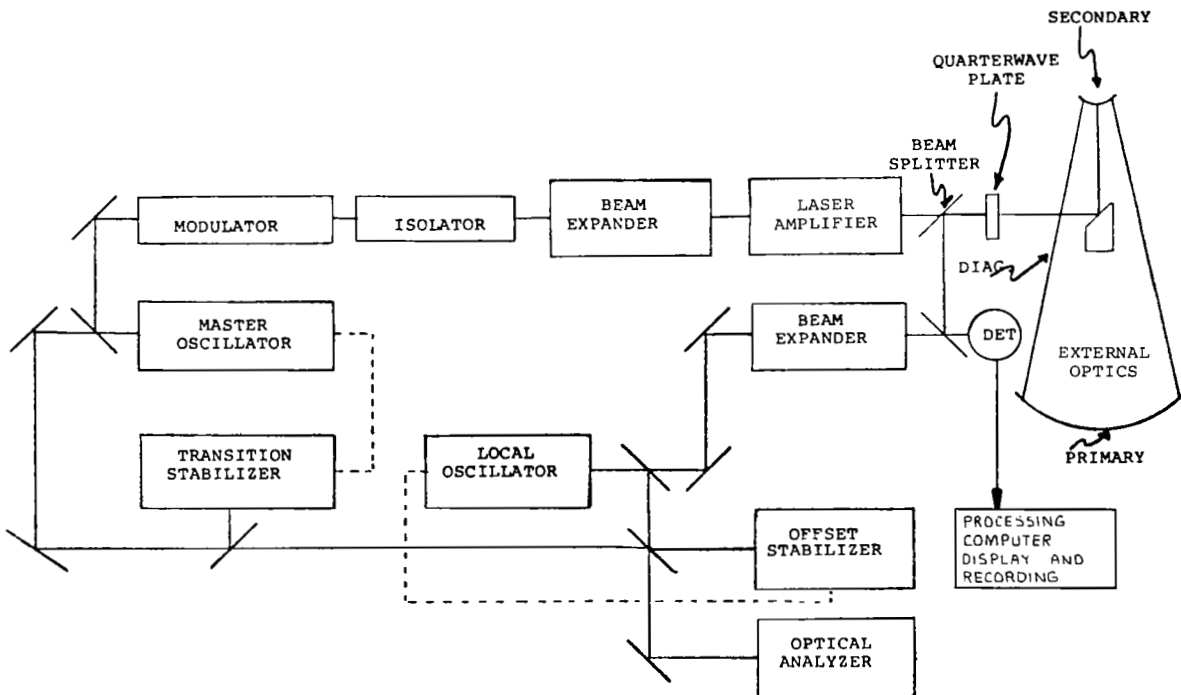 SECONDARY
QUARTERWAVE
PLATE
BEAM
SPLITTER
MODULATOR
ISOLATOR
BEAM
EXPANDER
LASER
AMPLIFIER
DIAG
MASTER
OSCILLATOR
BEAM
EXPANDER
DET
EXTERNAL
OPTICS
TRANSITION
STABILIZER
LOCAL
OSCILLATOR
PRIMARY
OFFSET
STABILIZER
PROCESSING
COMPUTER
DISPLAY AND
RECORDING
OPTICAL
ANALYZER